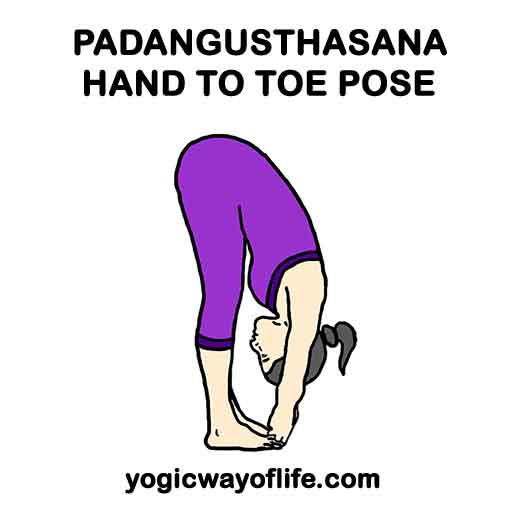 PADANGUSTHASANA
HAND TO TOE POSE
yogicwayoflife.com